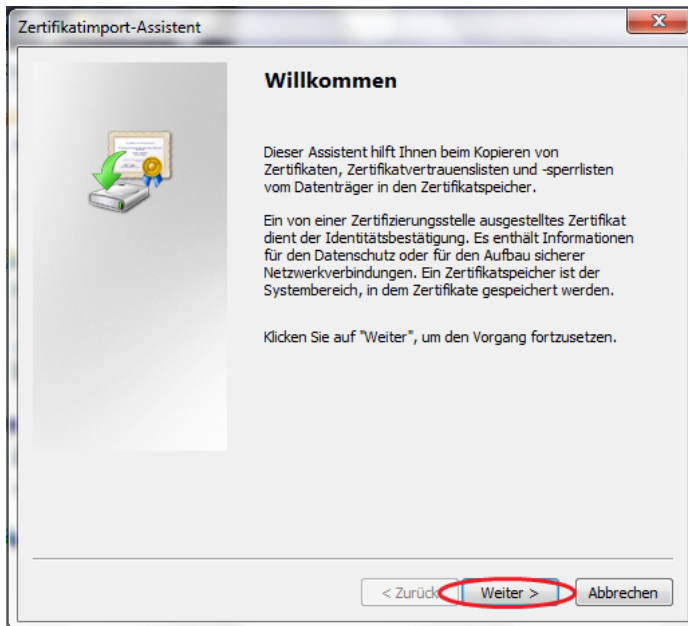 Zertifikatimport-Assistent
Willkommen
Dieser Assistent hilft Ihnen beim Kopieren von
Zertifikaten, Zertifikatvertrauenslisten und -sperrlisten
vom Datenträger in den Zertifikatspeicher.
Ein von einer Zertifizierungsstelle ausgestelltes Zertifikat
dient der Identitätsbestätigung. Es enthält Informationen
für den Datenschutz oder für den Aufbau sicherer
Netzwerkverbindungen. Ein Zertifikatspeicher ist der
Systembereich, in dem Zertifikate gespeichert werden.
Klicken Sie auf "Weiter", um den Vorgang fortzusetzen.
< Zurück Weiter > Abbrechen